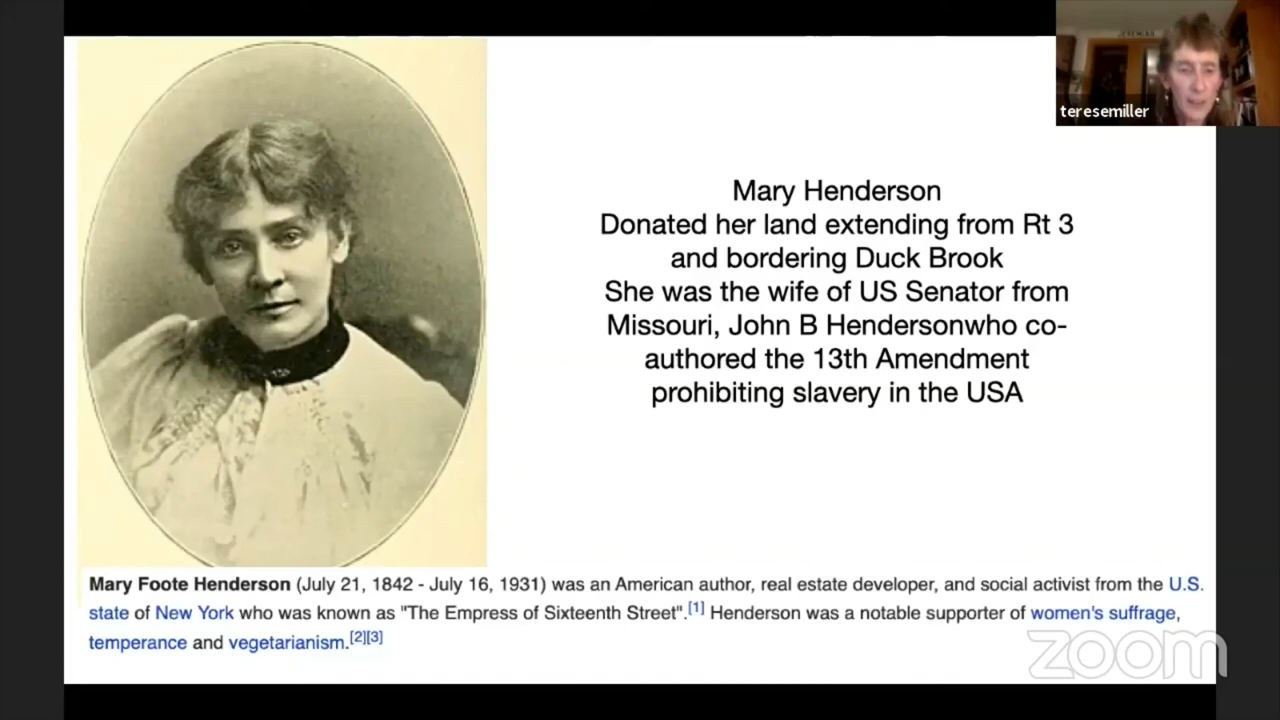 teresemiller
Mary Henderson
Donated her land extending from Rt 3
and bordering Duck Brook
She was the wife of US Senator from
Missouri, John B Hendersonwho co-
authored the 13th Amendment
prohibiting slavery in the USA
Mary Foote Henderson (July 21, 1842 - July 16, 1931) was an American author, real estate developer, and social activist from the U.S.
state of New York who was known as "The Empress of Sixteenth Street".[1] Henderson was a notable supporter of women's suffrage,
temperance and vegetarianism.[2][3]
zoom